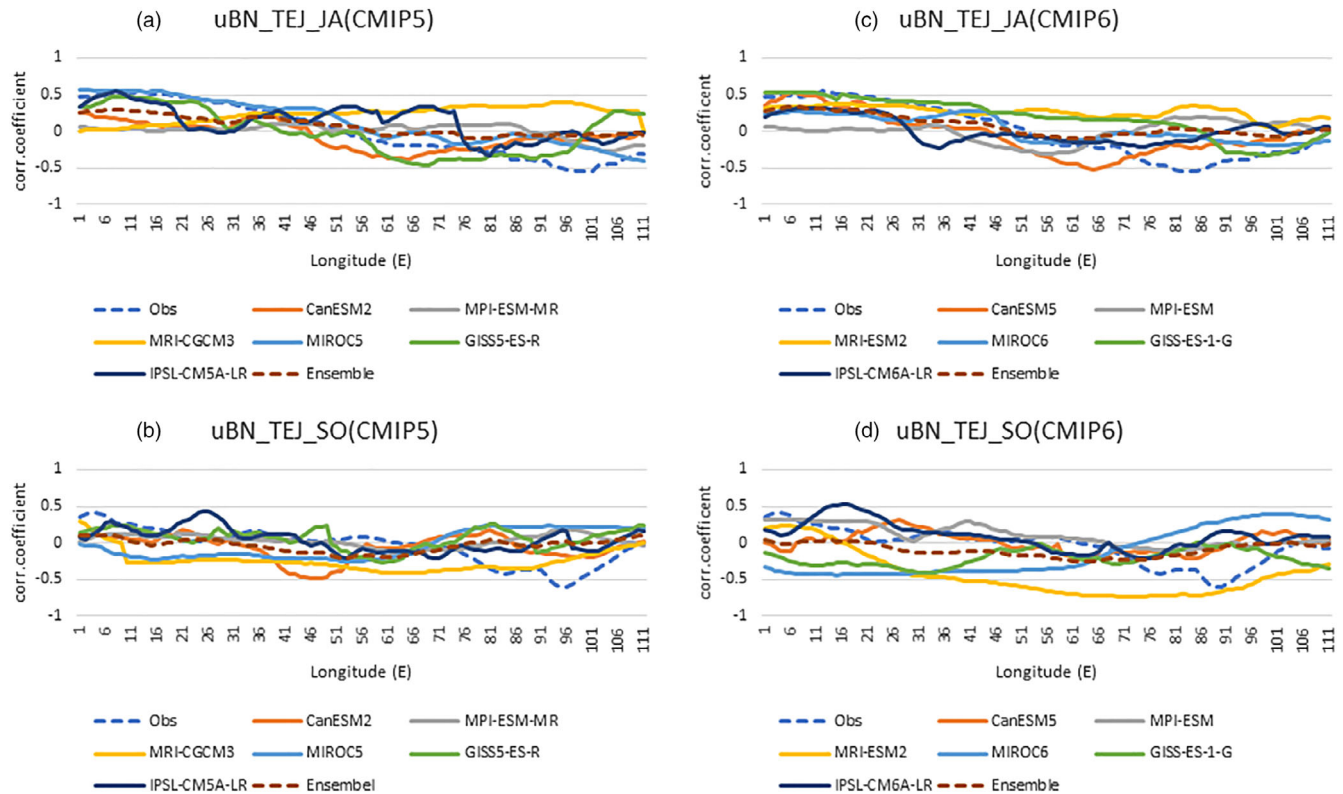 (a) uBN_TEJ_JA(CMIP5)
1
0.5
0
-0.5
-1
corr.coefficient
1 6 11 16 21 26 31 36 41 46 51 56 61 66 71 76 81 86 91 96 101 106 111
Longitude (E)
Obs CanESM2 MPI-ESM-MR
MRI-CGCM3 MIROC5 GISS5-ES-R
IPSL-CM5A-LR Ensemble
(c) uBN_TEJ_JA(CMIP6)
1
0.5
0
-0.5
-1
corr.coefficent
1 6 11 16 21 26 31 36 41 46 51 56 61 66 71 76 81 86 91 96 101 106 111
Longitude (E)
Obs CanESM5 MPI-ESM
MRI-ESM2 MIROC6 GISS-ES-1-G
IPSL-CM6A-LR Ensemble
(b) uBN_TEJ_SO(CMIP5)
1
0.5
0
-0.5
-1
corr.coefficient
1 6 11 16 21 26 31 36 41 46 51 56 61 66 71 76 81 86 91 96 101 106 111
Longitude (E)
Obs CanESM2 MPI-ESM-MR
MRI-CGCM3 MIROC5 GISS5-ES-R
IPSL-CM5A-LR Ensembel
(d) uBN_TEJ_SO(CMIP6)
1
0.5
0
-0.5
-1
corr.coefficient
1 6 11 16 21 26 31 36 41 46 51 56 61 66 71 76 81 86 91 96 101 106 111
Longitude (E)
Obs CanESM5 MPI-ESM
MRI-ESM2 MIROC6 GISS-ES-1-G
IPSL-CM6A-LR Ensemble